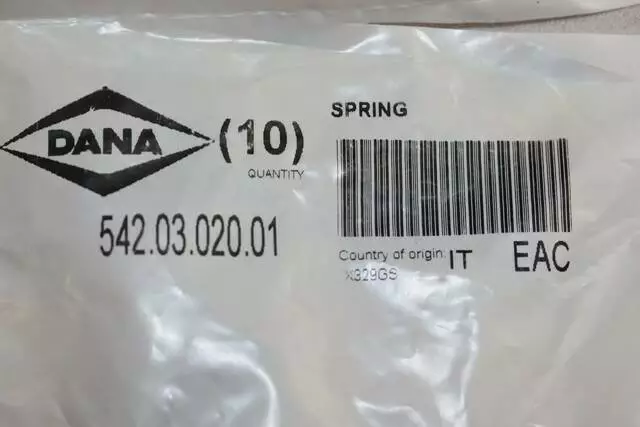 DANA
(10)
QUANTITY
542.03.020.01
SPRING
Country of origin: IT
EAC
X329GS